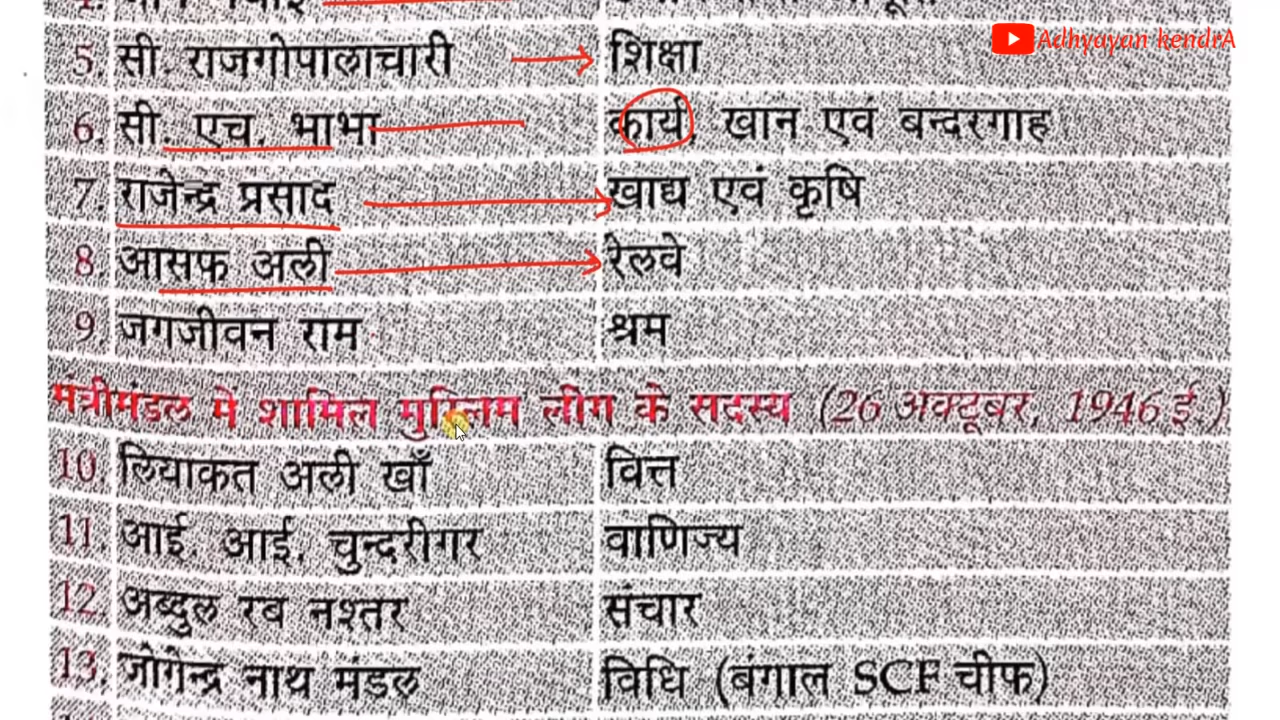 Adhyayan kendrA
5. सी. राजगोपालाचारी शिक्षा
6. सी. एच. भाभा कार्य, खान एवं बन्दरगाह
7. राजेन्द्र प्रसाद खाद्य एवं कृषि
8. आसफ अली रेलवे
9. जगजीवन राम श्रम
मंत्रीमंडल में शामिल मुस्लिम लीग के सदस्य (26 अक्टूबर, 1946 ई.)
10. लियाकत अली खाँ वित्त
11. आई. आई. चुन्दरीगर वाणिज्य
12. अब्दुल रब नश्तर संचार
13. जोगेन्द्र नाथ मंडल विधि (बंगाल SCF चीफ)